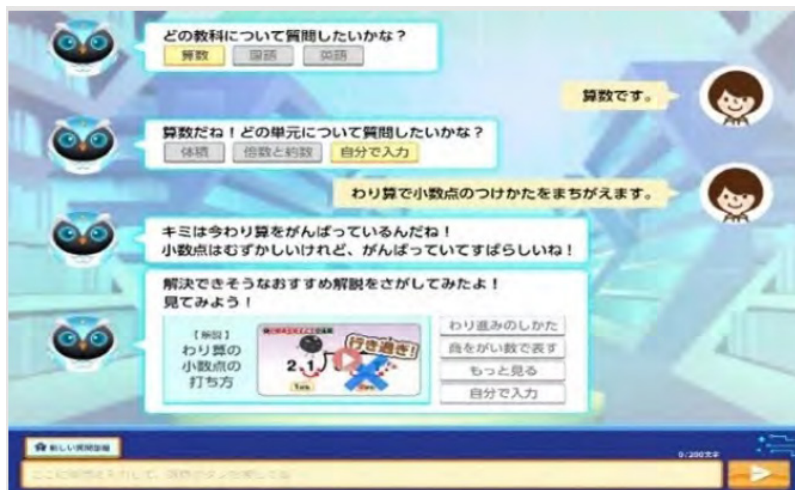 どの教科について質問したいかな？
算数 国語 英語
算数です。
算数だね！どの単元について質問したいかな？
体積 倍数と約数 自分で入力
わり算で小数点のつけかたをまちがえます。
キミは今わり算をがんばっているんだね！
小数点はむずかしいけれど、がんばっていてすばらしいね！
解決できそうなおすすめ解説をさがしてみたよ！
見てみよう！
【解説】
わり算の
小数点の
打ち方
行き過ぎ！
2.1
わり進みのしかた
商をがい数で表す
もっと見る
自分で入力
新しい質問
0/200文字